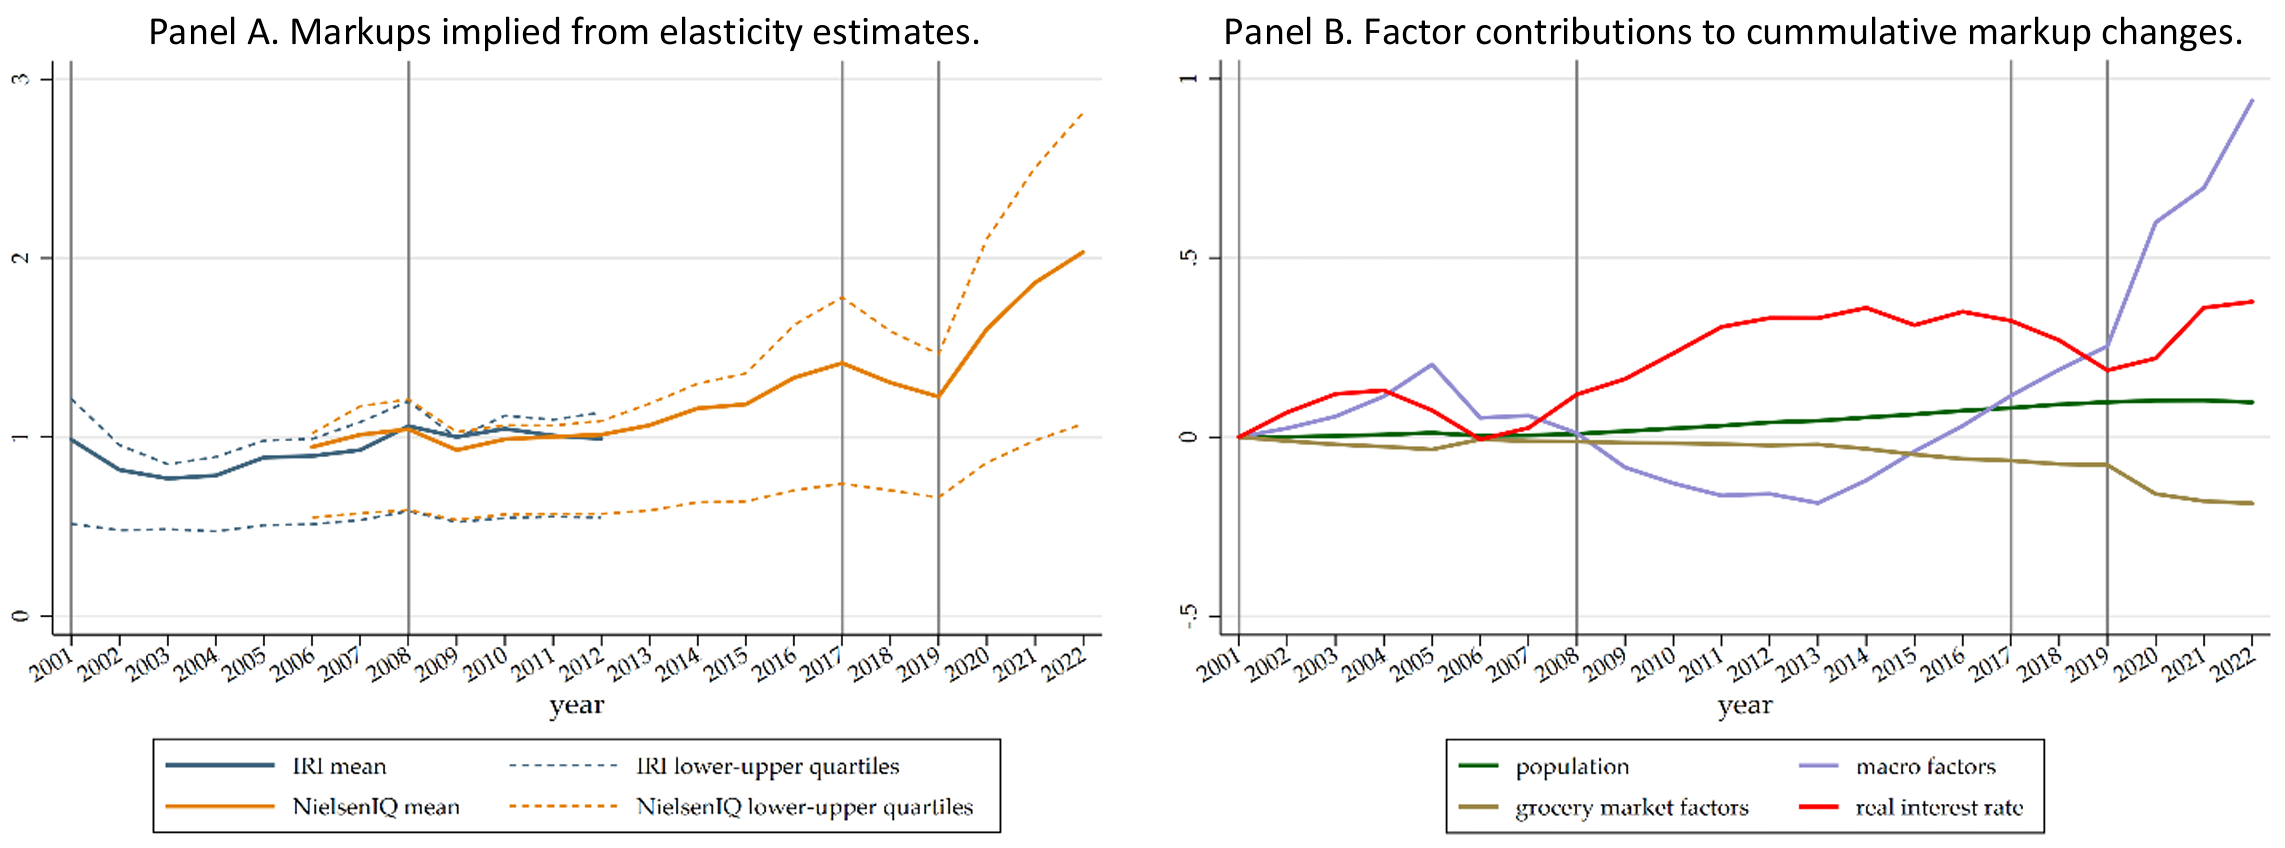 Panel A. Markups implied from elasticity estimates.
3
2
1
0
2001 2002 2003 2004 2005 2006 2007 2008 2009 2010 2011 2012 2013 2014 2015 2016 2017 2018 2019 2020 2021 2022
year
IRI mean IRI lower-upper quartiles
NielsenIQ mean NielsenIQ lower-upper quartiles
Panel B. Factor contributions to cummulative markup changes.
1
.5
0
-.5
2001 2002 2003 2004 2005 2006 2007 2008 2009 2010 2011 2012 2013 2014 2015 2016 2017 2018 2019 2020 2021 2022
year
population macro factors
grocery market factors real interest rate